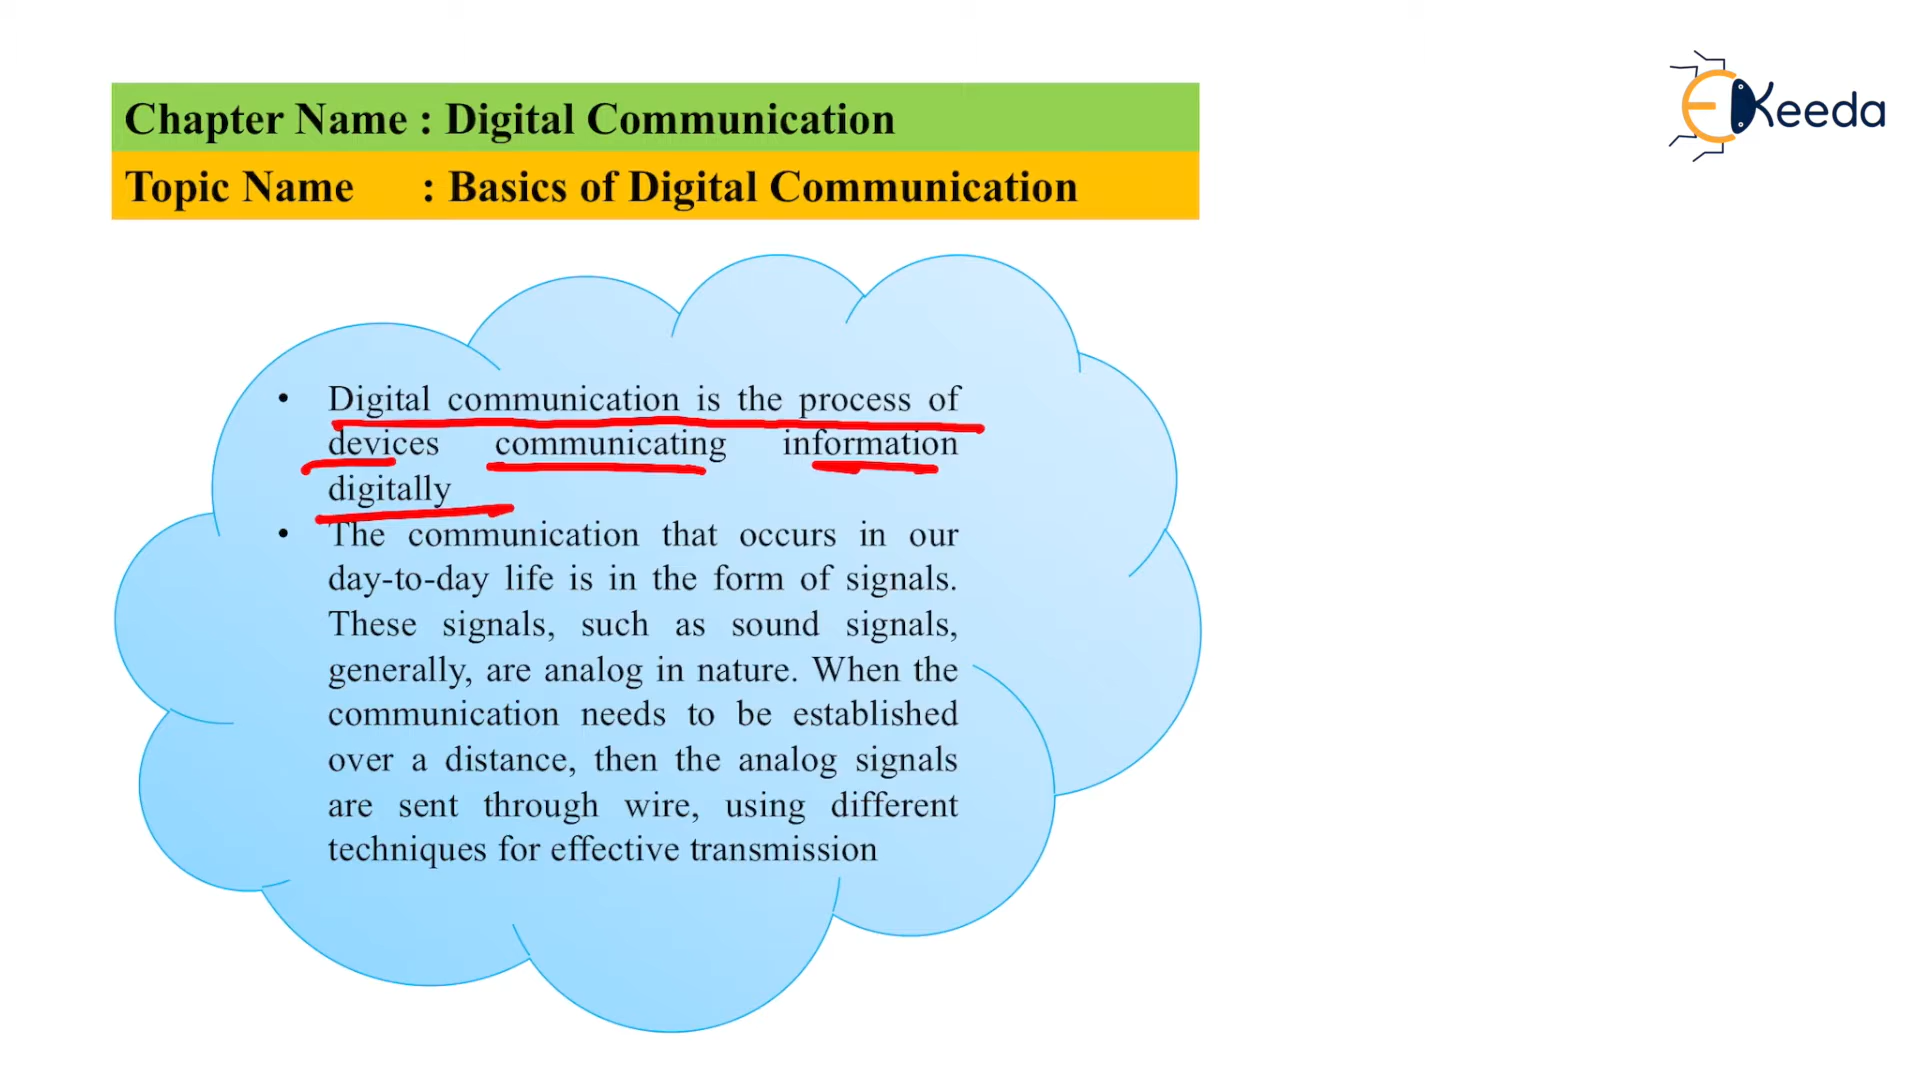 Chapter Name : Digital Communication
Topic Name : Basics of Digital Communication
EKeeda
• Digital communication is the process of
devices communicating information
digitally
• The communication that occurs in our
day-to-day life is in the form of signals.
These signals, such as sound signals,
generally, are analog in nature. When the
communication needs to be established
over a distance, then the analog signals
are sent through wire, using different
techniques for effective transmission